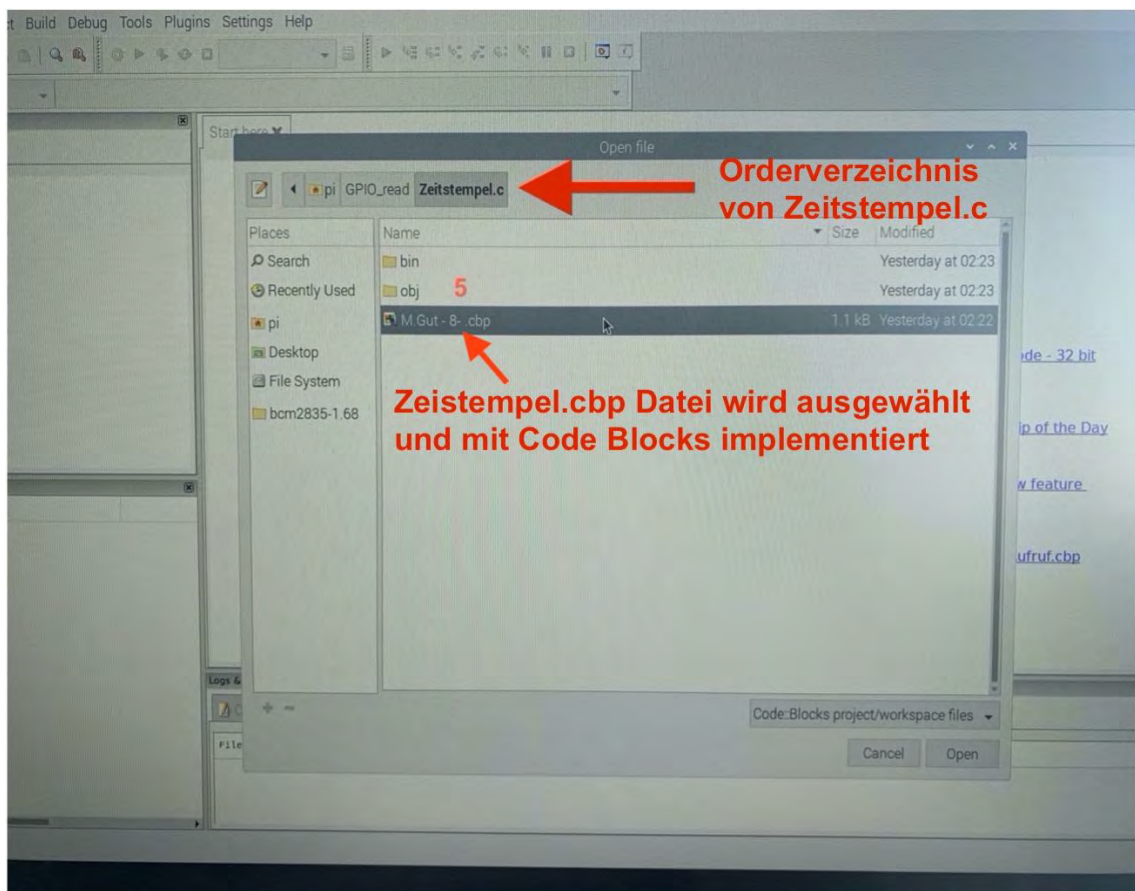 Build Debug Tools Plugins Settings Help
Start here
Open file
pi GPIO_read Zeitstempel.c
Orderverzeichnis
von Zeitstempel.c
Places Name Size Modified
Search bin Yesterday at 02:23
Recently Used obj 5 Yesterday at 02:23
pi M.Gut - 8- .cbp 1.1 kB Yesterday at 02:22
Desktop
ode - 32 bit
File System
bcm2835-1.68
Zeistempel.cbp Datei wird ausgewählt
und mit Code Blocks implementiert
ip of the Day
w feature
ufruf.cbp
Logs &
Code::Blocks project/workspace files
File
Cancel Open